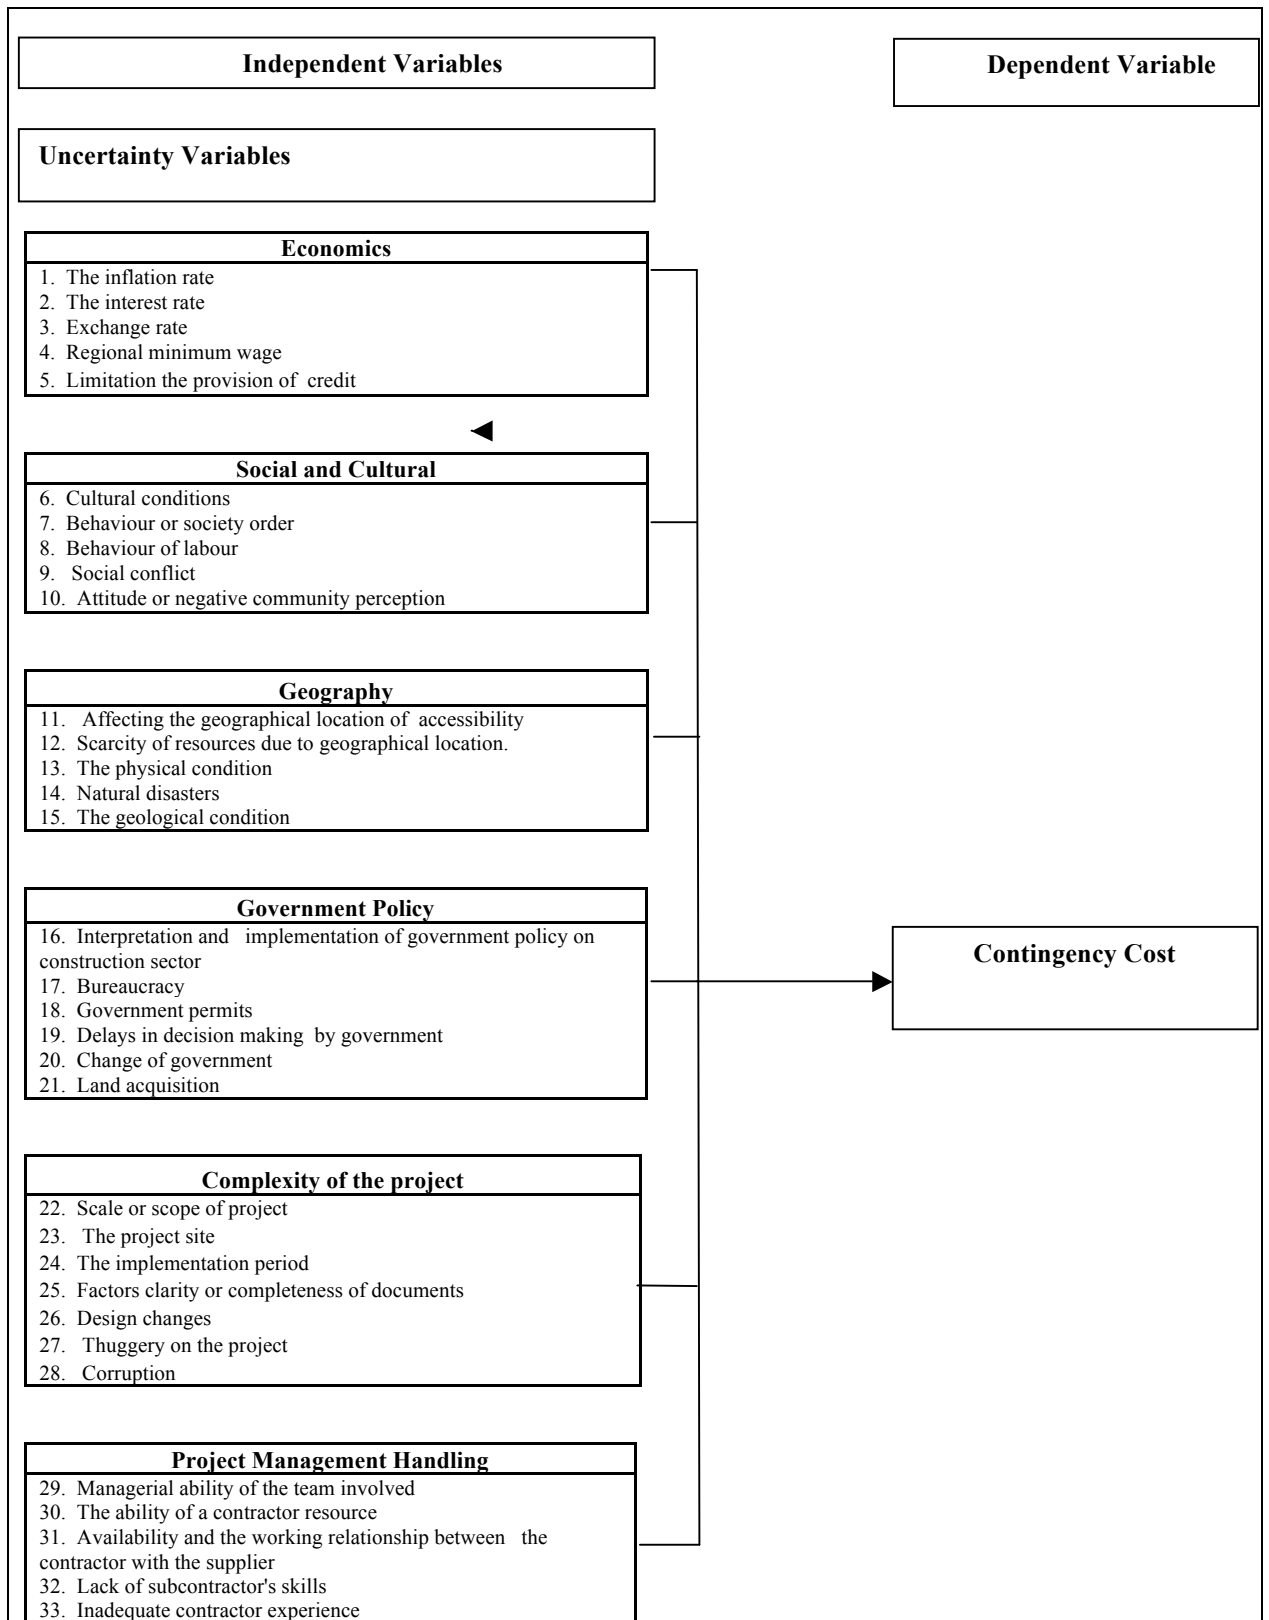 Independent Variables
Dependent Variable
Uncertainty Variables
Economics
1. The inflation rate
2. The interest rate
3. Exchange rate
4. Regional minimum wage
5. Limitation the provision of credit
Social and Cultural
6. Cultural conditions
7. Behaviour or society order
8. Behaviour of labour
9. Social conflict
10. Attitude or negative community perception
Geography
11. Affecting the geographical location of accessibility
12. Scarcity of resources due to geographical location.
13. The physical condition
14. Natural disasters
15. The geological condition
Government Policy
16. Interpretation and implementation of government policy on
construction sector
17. Bureaucracy
18. Government permits
19. Delays in decision making by government
20. Change of government
21. Land acquisition
Contingency Cost
Complexity of the project
22. Scale or scope of project
23. The project site
24. The implementation period
25. Factors clarity or completeness of documents
26. Design changes
27. Thuggery on the project
28. Corruption
Project Management Handling
29. Managerial ability of the team involved
30. The ability of a contractor resource
31. Availability and the working relationship between the
contractor with the supplier
32. Lack of subcontractor's skills
33. Inadequate contractor experience